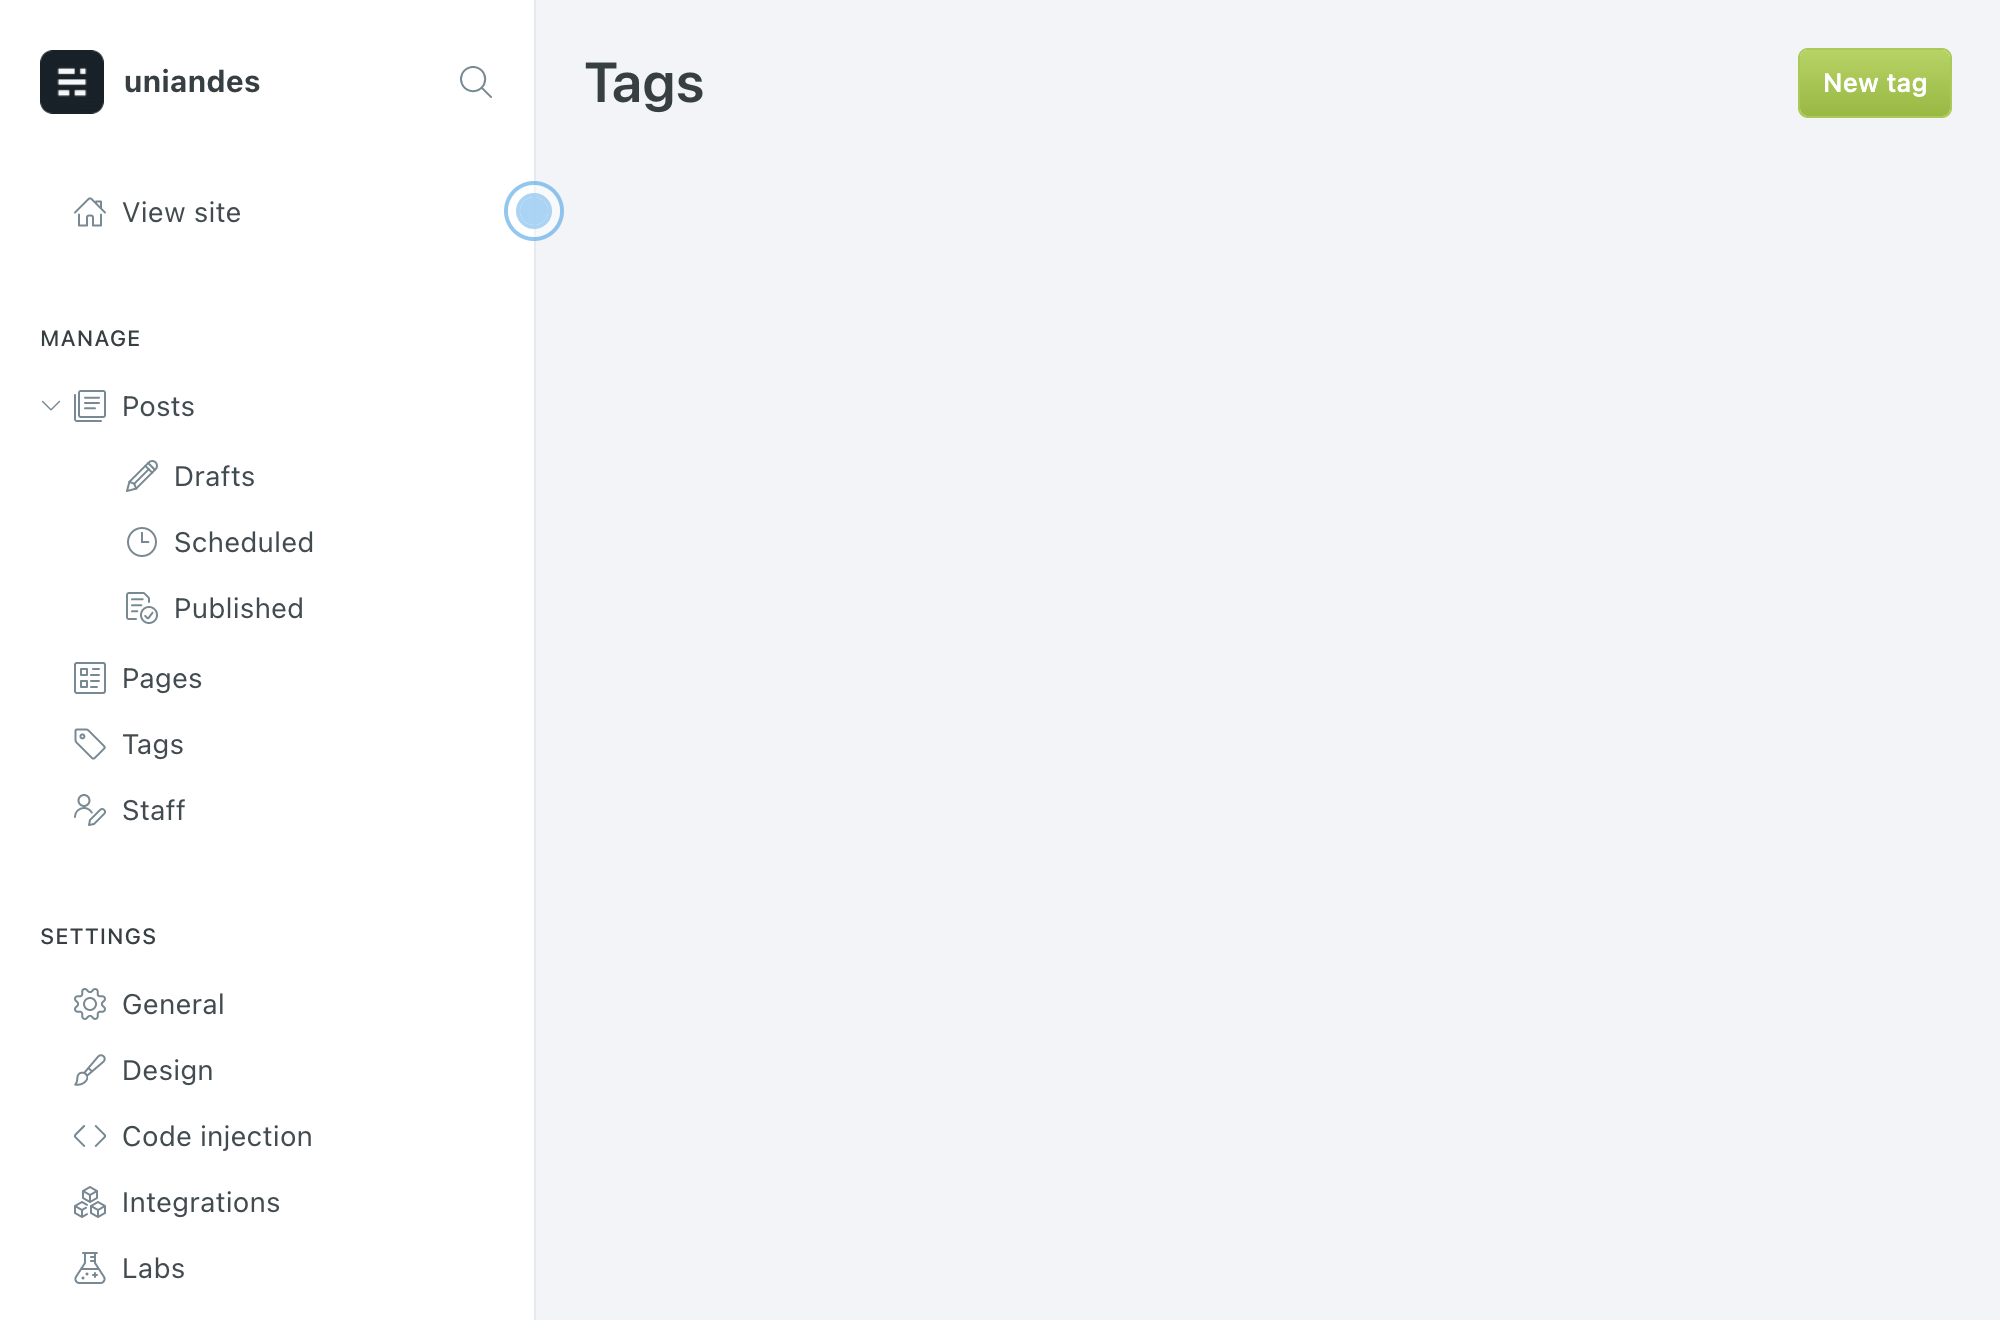 uniandes
Tags
New tag
View site
MANAGE
Posts
Drafts
Scheduled
Published
Pages
Tags
Staff
SETTINGS
General
Design
Code injection
Integrations
Labs